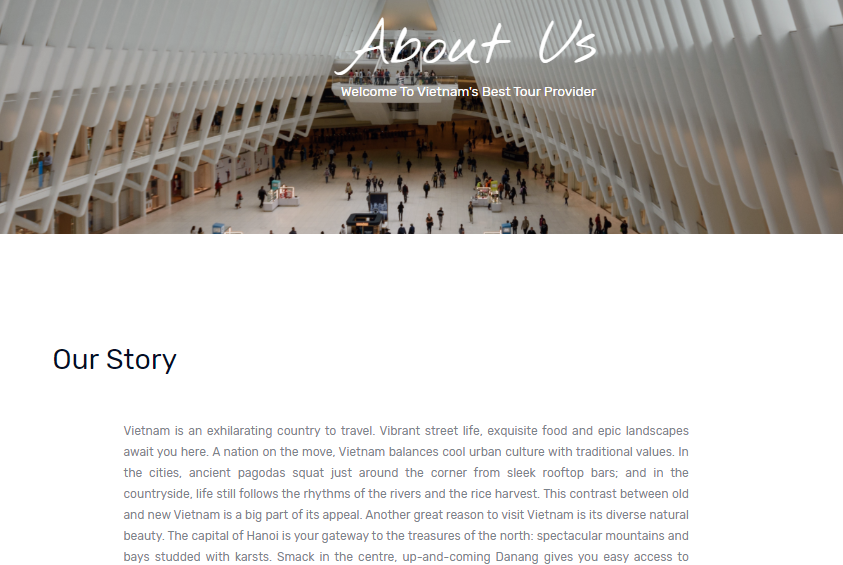 About Us
Welcome To Vietnam's Best Tour Provider
Our Story
Vietnam is an exhilarating country to travel. Vibrant street life, exquisite food and epic landscapes
await you here. A nation on the move, Vietnam balances cool urban culture with traditional values. In
the cities, ancient pagodas squat just around the corner from sleek rooftop bars; and in the
countryside, life still follows the rhythms of the rivers and the rice harvest. This contrast between old
and new Vietnam is a big part of its appeal. Another great reason to visit Vietnam is its diverse natural
beauty. The capital of Hanoi is your gateway to the treasures of the north: spectacular mountains and
bays studded with karsts. Smack in the centre, up-and-coming Danang gives you easy access to